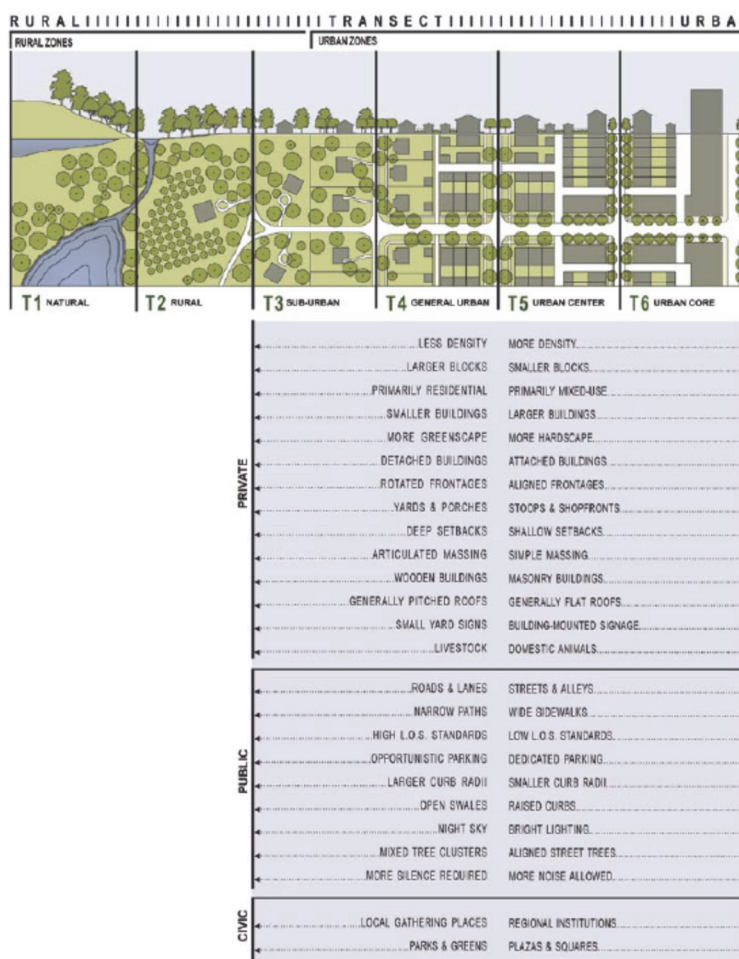 RURAL IIIIIIIIIIIIIIIIIIIIIII TRANSECT IIIIIIIIIIIIIIIIIIIIIII URBA
RURAL ZONES URBAN ZONES
T1 NATURAL T2 RURAL T3 SUB-URBAN T4 GENERAL URBAN T5 URBAN CENTER T6 URBAN CORE
PRIVATE
LESS DENSITY MORE DENSITY
LARGER BLOCKS SMALLER BLOCKS
PRIMARILY RESIDENTIAL PRIMARILY MIXED-USE
SMALLER BUILDINGS LARGER BUILDINGS
MORE GREENSCAPE MORE HARDSCAPE
DETACHED BUILDINGS ATTACHED BUILDINGS
ROTATED FRONTAGES ALIGNED FRONTAGES
YARDS & PORCHES STOOPS & SHOPFRONTS
DEEP SETBACKS SHALLOW SETBACKS
ARTICULATED MASSING SIMPLE MASSING
WOODEN BUILDINGS MASONRY BUILDINGS
GENERALLY PITCHED ROOFS GENERALLY FLAT ROOFS
SMALL YARD SIGNS BUILDING-MOUNTED SIGNAGE
LIVESTOCK DOMESTIC ANIMALS
PUBLIC
ROADS & LANES STREETS & ALLEYS
NARROW PATHS WIDE SIDEWALKS
HIGH L.O.S. STANDARDS LOW L.O.S. STANDARDS
OPPORTUNISTIC PARKING DEDICATED PARKING
LARGER CURB RADII SMALLER CURB RADII
OPEN SWALES RAISED CURBS
NIGHT SKY BRIGHT LIGHTING
MIXED TREE CLUSTERS ALIGNED STREET TREES
MORE SILENCE REQUIRED MORE NOISE ALLOWED
CIVIC
LOCAL GATHERING PLACES REGIONAL INSTITUTIONS
PARKS & GREENS PLAZAS & SQUARES